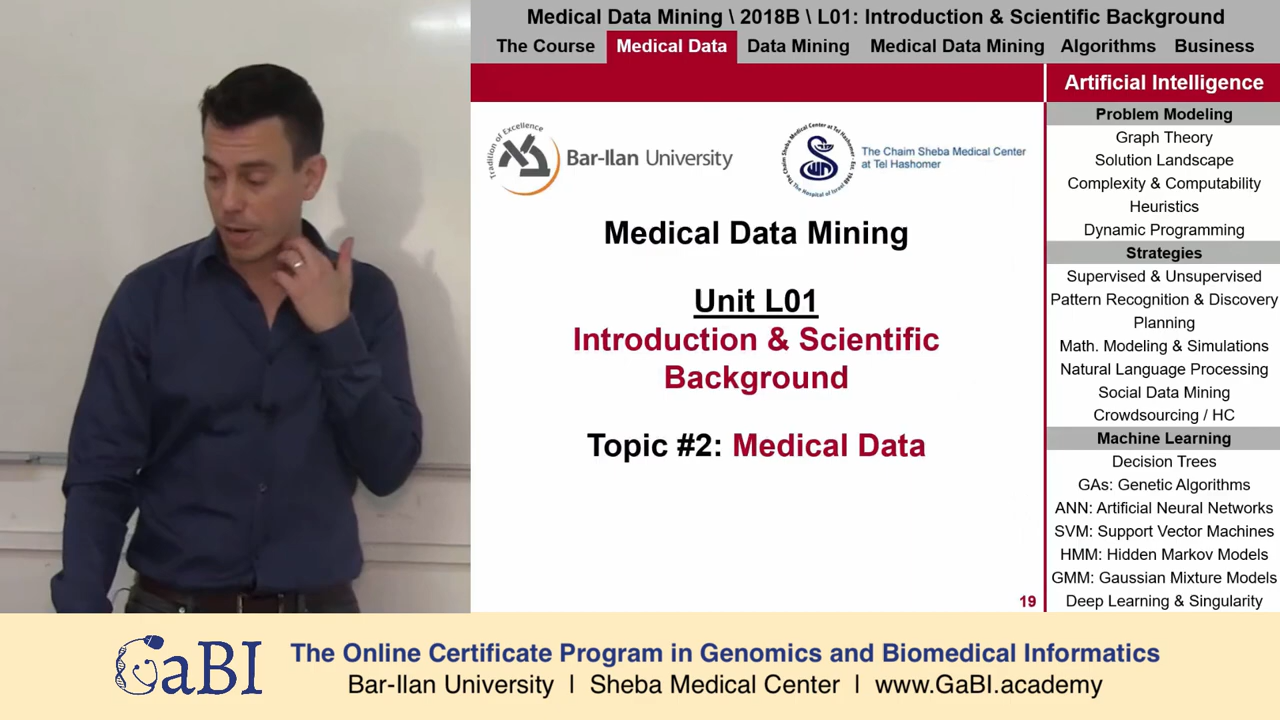 Medical Data Mining \ 2018B \ L01: Introduction & Scientific Background
The Course Medical Data Data Mining Medical Data Mining Algorithms Business
Artificial Intelligence
Tradition of Excellence
Bar-Ilan University
The Chaim Sheba Medical Center
at Tel Hashomer
Medical Data Mining
Unit L01
Introduction & Scientific
Background
Topic #2: Medical Data
19
Problem Modeling
Graph Theory
Solution Landscape
Complexity & Computability
Heuristics
Dynamic Programming
Strategies
Supervised & Unsupervised
Pattern Recognition & Discovery
Planning
Math. Modeling & Simulations
Natural Language Processing
Social Data Mining
Crowdsourcing / HC
Machine Learning
Decision Trees
GAs: Genetic Algorithms
ANN: Artificial Neural Networks
SVM: Support Vector Machines
HMM: Hidden Markov Models
GMM: Gaussian Mixture Models
Deep Learning & Singularity
GaBI
The Online Certificate Program in Genomics and Biomedical Informatics
Bar-Ilan University | Sheba Medical Center | www.GaBI.academy